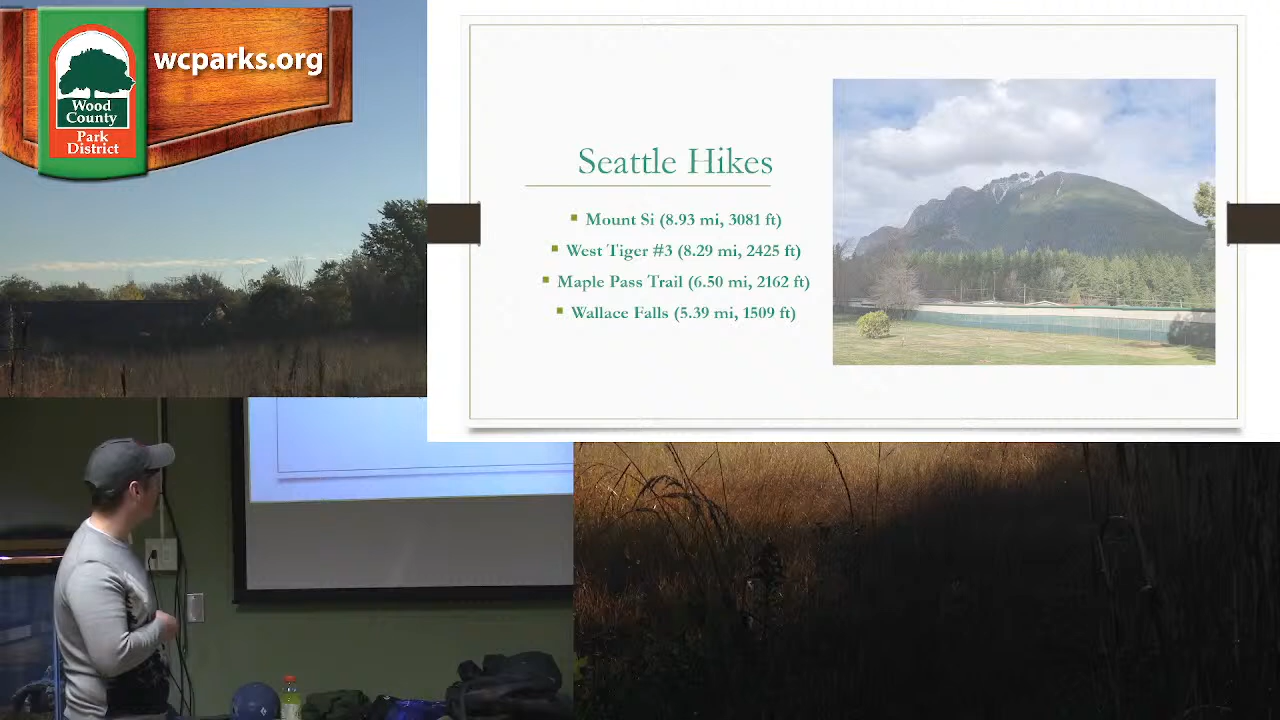 wcparks.org
Wood
County
Park
District
Seattle Hikes
Mount Si (8.93 mi, 3081 ft)
West Tiger #3 (8.29 mi, 2425 ft)
Maple Pass Trail (6.50 mi, 2162 ft)
Wallace Falls (5.39 mi, 1509 ft)